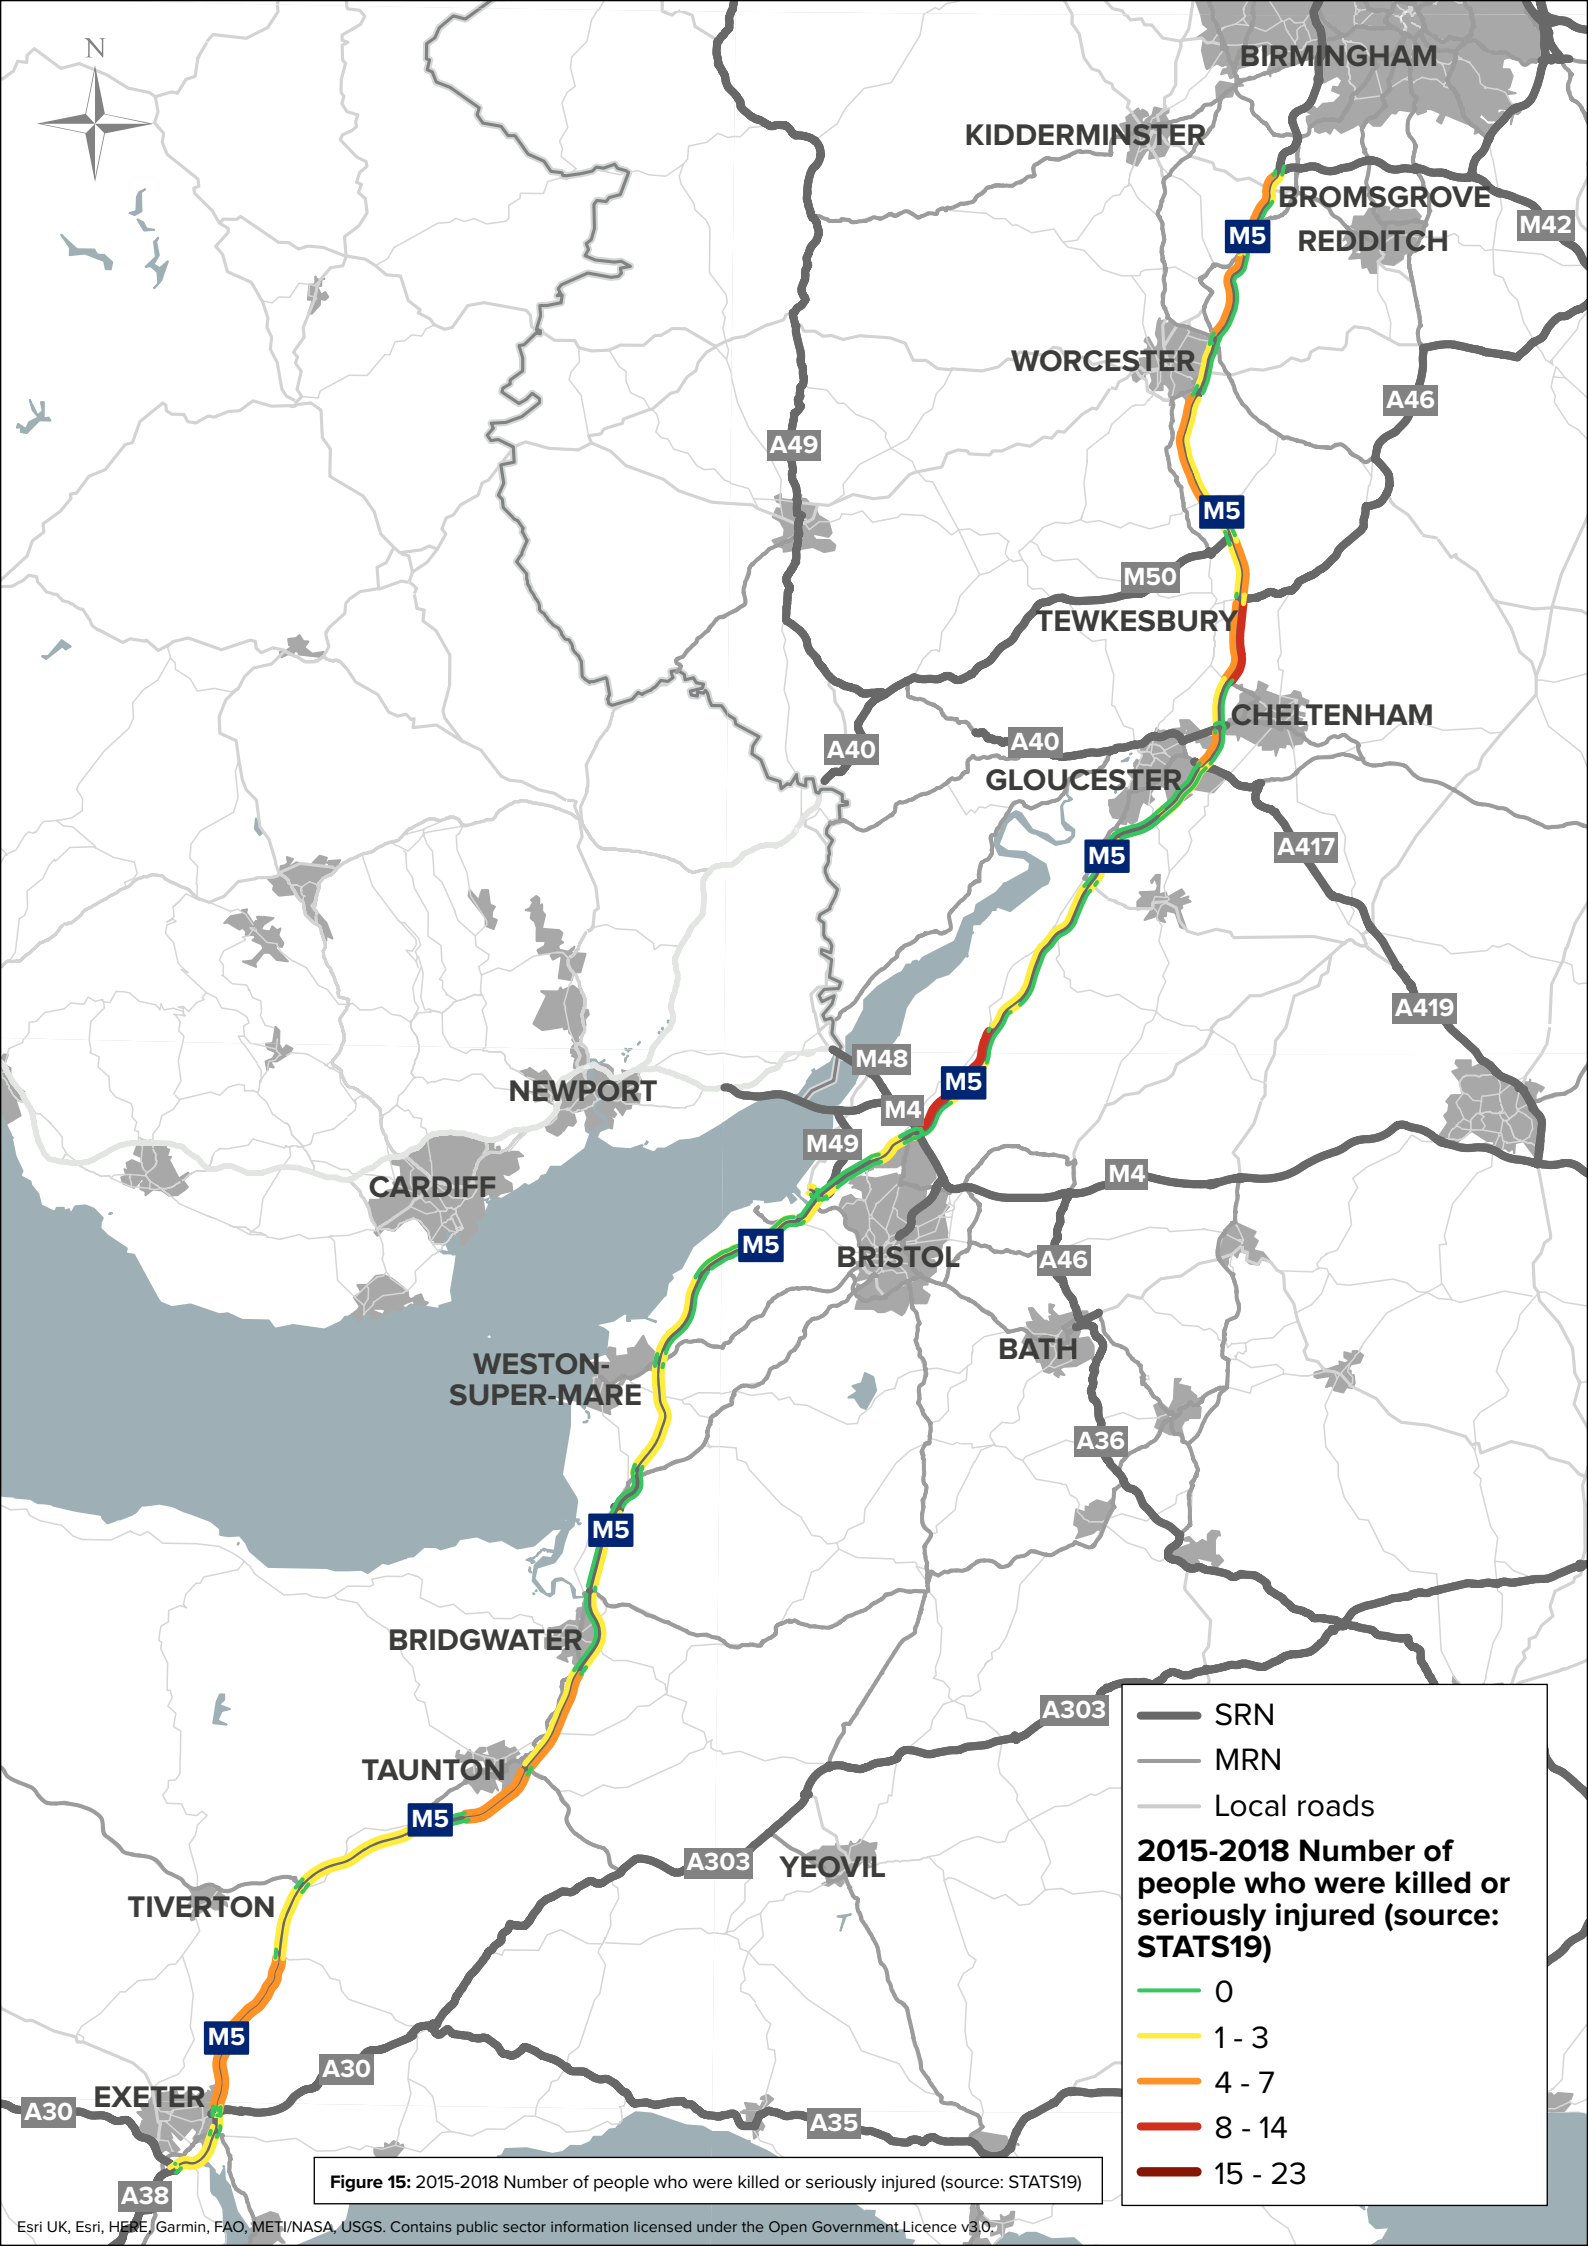 N
BIRMINGHAM
KIDDERMINSTER
BROMSGROVE
M42
M5
REDDITCH
WORCESTER
A46
A49
M5
M50
TEWKESBURY
CHELTENHAM
A40
A40
GLOUCESTER
A417
M5
A419
M48
M5
NEWPORT
M4
M49
M4
CARDIFF
M5
BRISTOL
A46
BATH
WESTON-
SUPER-MARE
A36
M5
BRIDGWATER
A303
TAUNTON
M5
A303
YEOVIL
TIVERTON
M5
A30
EXETER
A30
A35
A38
SRN
MRN
Local roads
2015-2018 Number of
people who were killed or
seriously injured (source:
STATS19)
0
1 - 3
4 - 7
8 - 14
15 - 23
Figure 15: 2015-2018 Number of people who were killed or seriously injured (source: STATS19)
Esri UK, Esri, HERE, Garmin, FAO, METI/NASA, USGS. Contains public sector information licensed under the Open Government Licence v3.0.